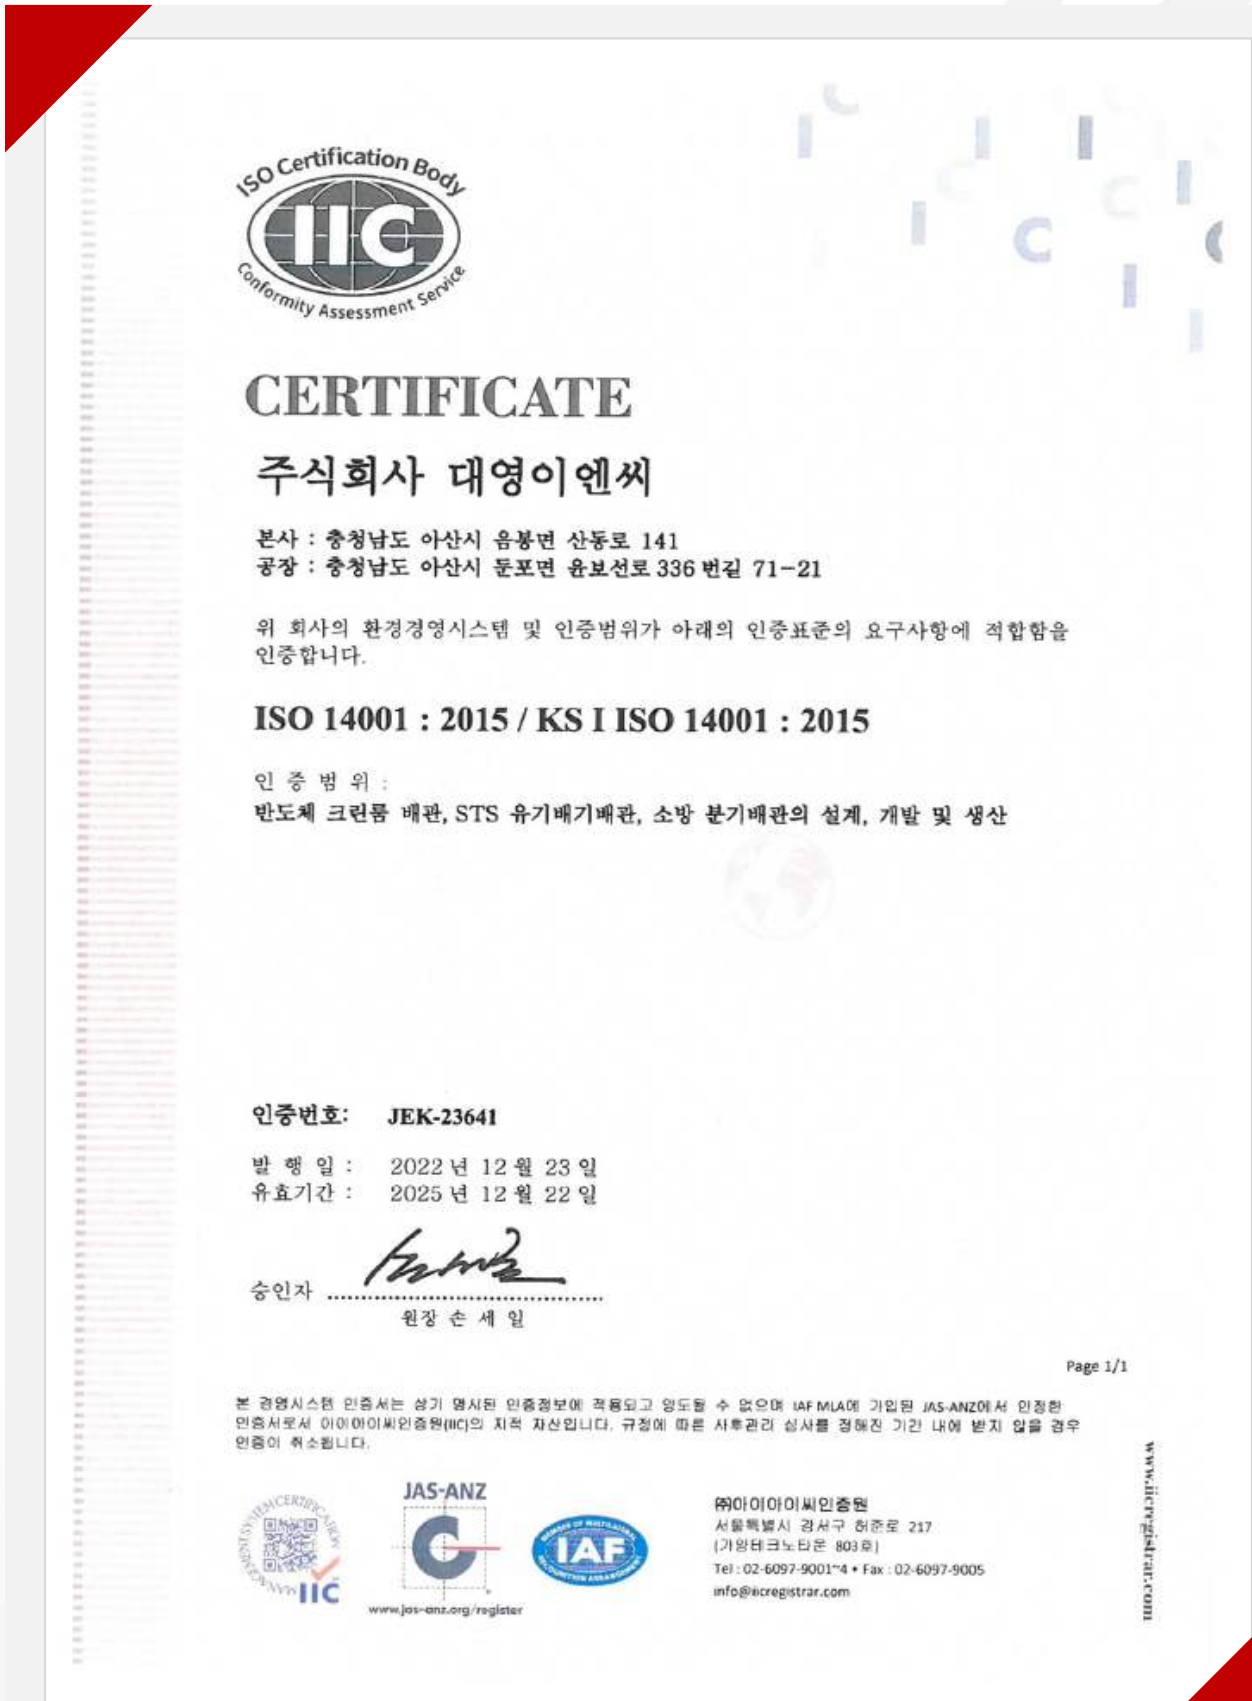 ISO Certification Body
IIC
Conformity Assessment Service
CERTIFICATE
주식회사 대영이엔씨
본사 : 충청남도 아산시 음봉면 산동로 141
공장 : 충청남도 아산시 둔포면 윤보선로 336 번길 71-21
위 회사의 환경경영시스템 및 인증범위가 아래의 인증표준의 요구사항에 적합함을
인증합니다.
ISO 14001 : 2015 / KS I ISO 14001 : 2015
인 증 범 위 :
반도체 크린룸 배관, STS 유기배기배관, 소방 분기배관의 설계, 개발 및 생산
인증번호: JEK-23641
발 행 일 : 2022 년 12 월 23 일
유효기간 : 2025 년 12 월 22 일
승인자
원장 손 세 일
Page 1/1
본 경영시스템 인증서는 상기 명시된 인증정보에 적용되고 양도될 수 없으며 IAF MLA에 가입된 JAS-ANZ에서 인정한
인증서로서 아이아이씨인증원(IIC)의 지적 자산입니다. 규정에 따른 사후관리 심사를 정해진 기간 내에 받지 않을 경우
인증이 취소됩니다.
MANAGEMENT SYSTEM CERTIFICATION
IIC
JAS-ANZ
www.jas-anz.org/register
MEMBER OF MULTILATERAL
IAF
RECOGNITION ARRANGEMENT
㈜아이아이씨인증원
서울특별시 강서구 허준로 217
(가양테크노타운 803호)
Tel : 02-6097-9001~4 • Fax : 02-6097-9005
info@iicregistrar.com
www.iicregistrar.com